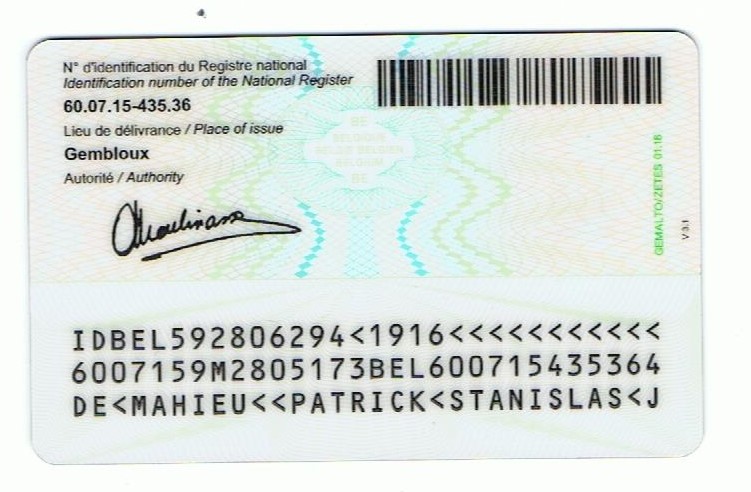 N° d'identification du Registre national
Identification number of the National Register
60.07.15-435.36
Lieu de délivrance / Place of issue
Gembloux
Autorité / Authority
BE
BELGIQUE
BELGIË BELGIEN
BELGIUM
BE
GEMALTO/ZETES 01.16
V 3.1
IDBEL592806294<1916<<<<<<<<<<<
6007159M2805173BEL600715435364
DE<MAHIEU<<PATRICK<STANISLAS<J